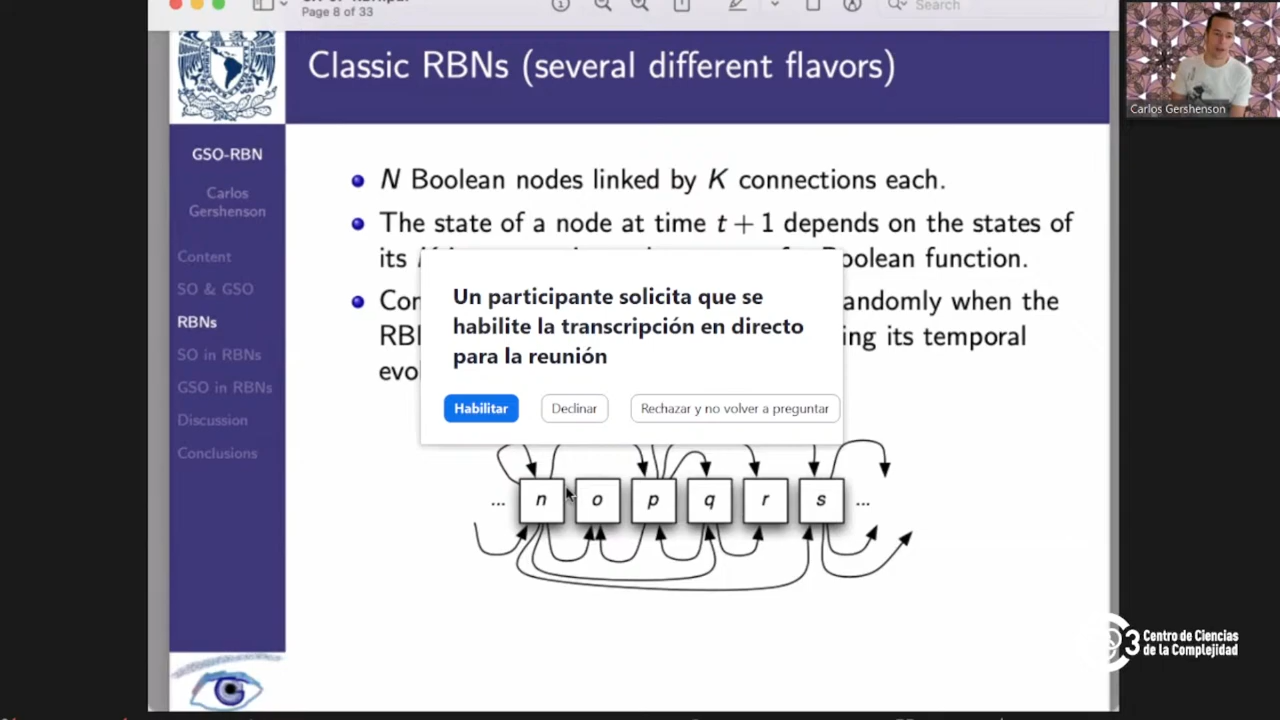 Page 8 of 33
Search
Classic RBNs (several different flavors)
Carlos Gershenson
GSO-RBN
Carlos
Gershenson
Content
SO & GSO
RBNs
SO in RBNs
GSO in RBNs
Discussion
Conclusions
N Boolean nodes linked by K connections each.
The state of a node at time t + 1 depends on the states of
its Boolean function.
andomly when the
RB ing its temporal
evo
Un participante solicita que se
habilite la transcripción en directo
para la reunión
Habilitar Declinar Rechazar y no volver a preguntar
... n o p q r s ...
3 Centro de Ciencias
de la Complejidad